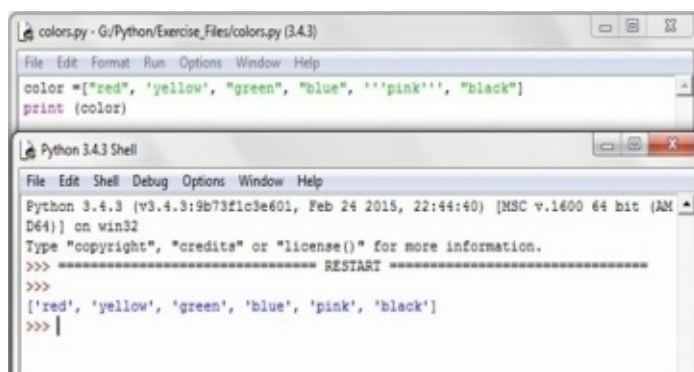 colors.py - G:/Python/Exercise_Files/colors.py (3.4.3)
File Edit Format Run Options Window Help
color =["red", 'yellow', "green", "blue", '''pink''', "black"]
print (color)
Python 3.4.3 Shell
File Edit Shell Debug Options Window Help
Python 3.4.3 (v3.4.3:9b73f1c3e601, Feb 24 2015, 22:44:40) [MSC v.1600 64 bit (AM
D64)] on win32
Type "copyright", "credits" or "license()" for more information.
>>> ================================ RESTART ================================
>>>
['red', 'yellow', 'green', 'blue', 'pink', 'black']
>>>